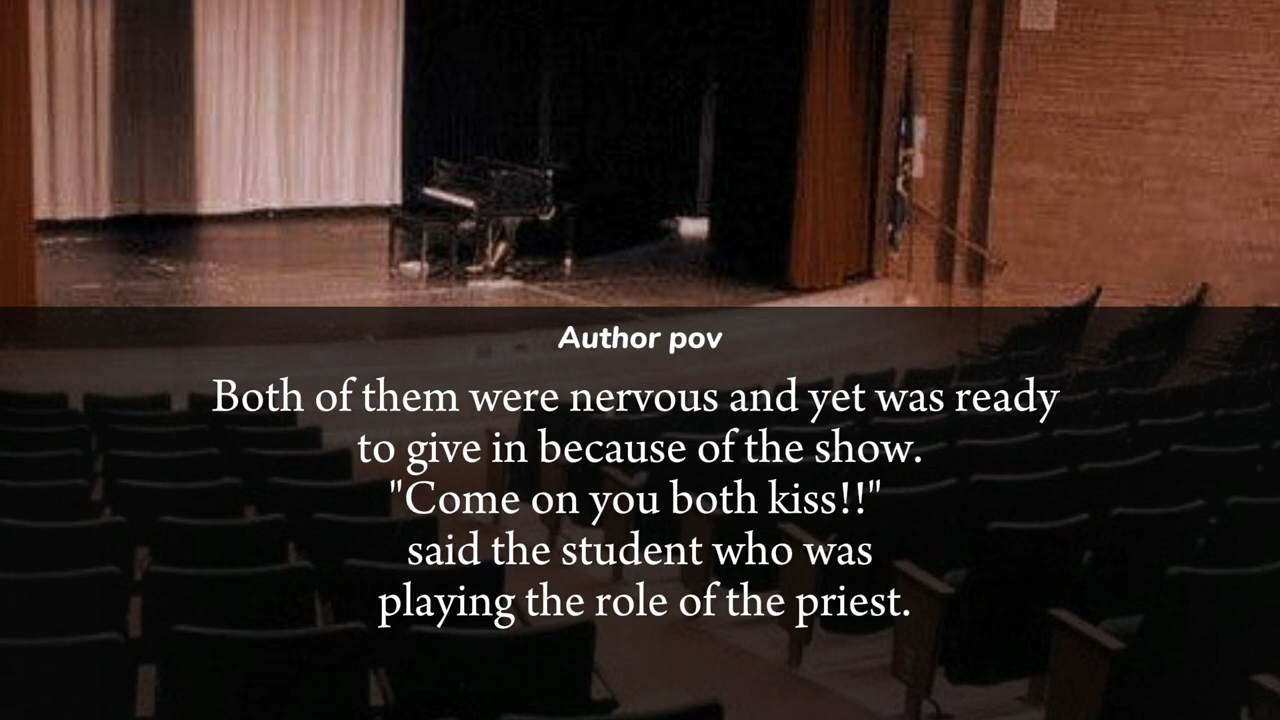 Author pov
Both of them were nervous and yet was ready
to give in because of the show.
"Come on you both kiss!!"
said the student who was
playing the role of the priest.